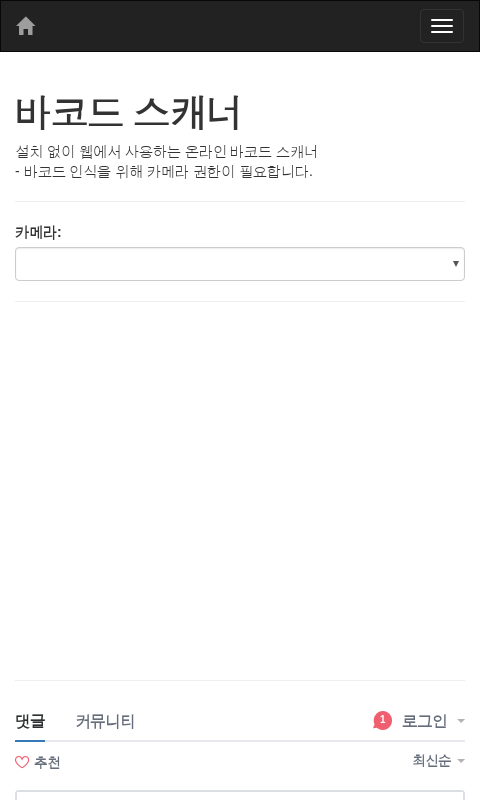 바코드 스캐너
설치 없이 웹에서 사용하는 온라인 바코드 스캐너
- 바코드 인식을 위해 카메라 권한이 필요합니다.
카메라:
댓글 커뮤니티 1 로그인
추천 최신순